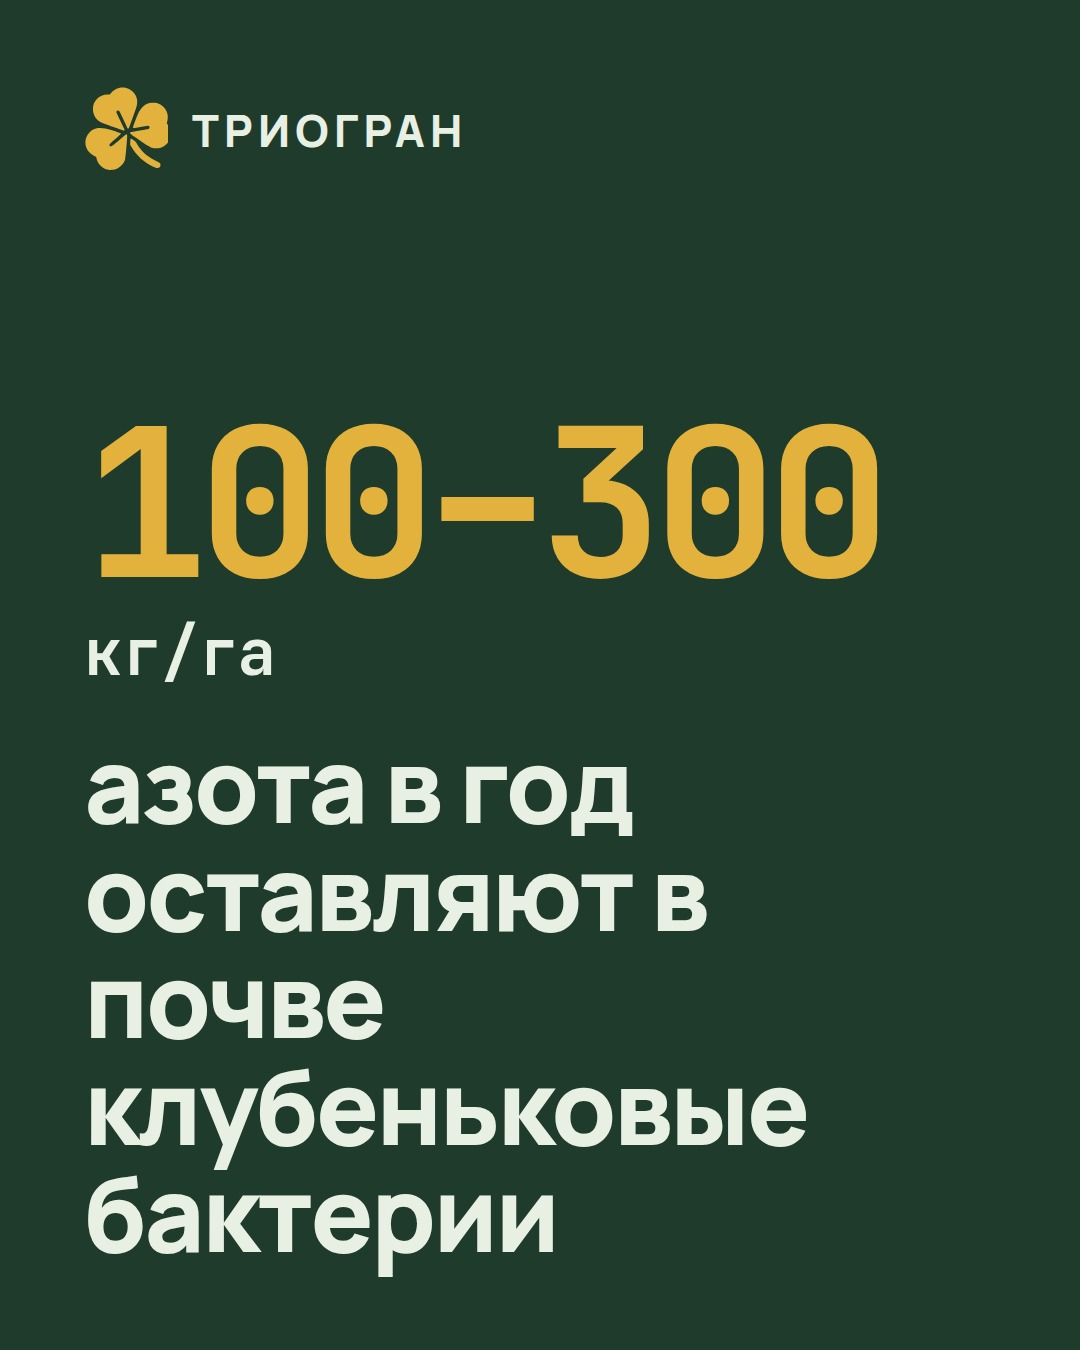 ТРИОГРАН
100–300
кг/га
азота в год
оставляют в
почве
клубеньковые
бактерии